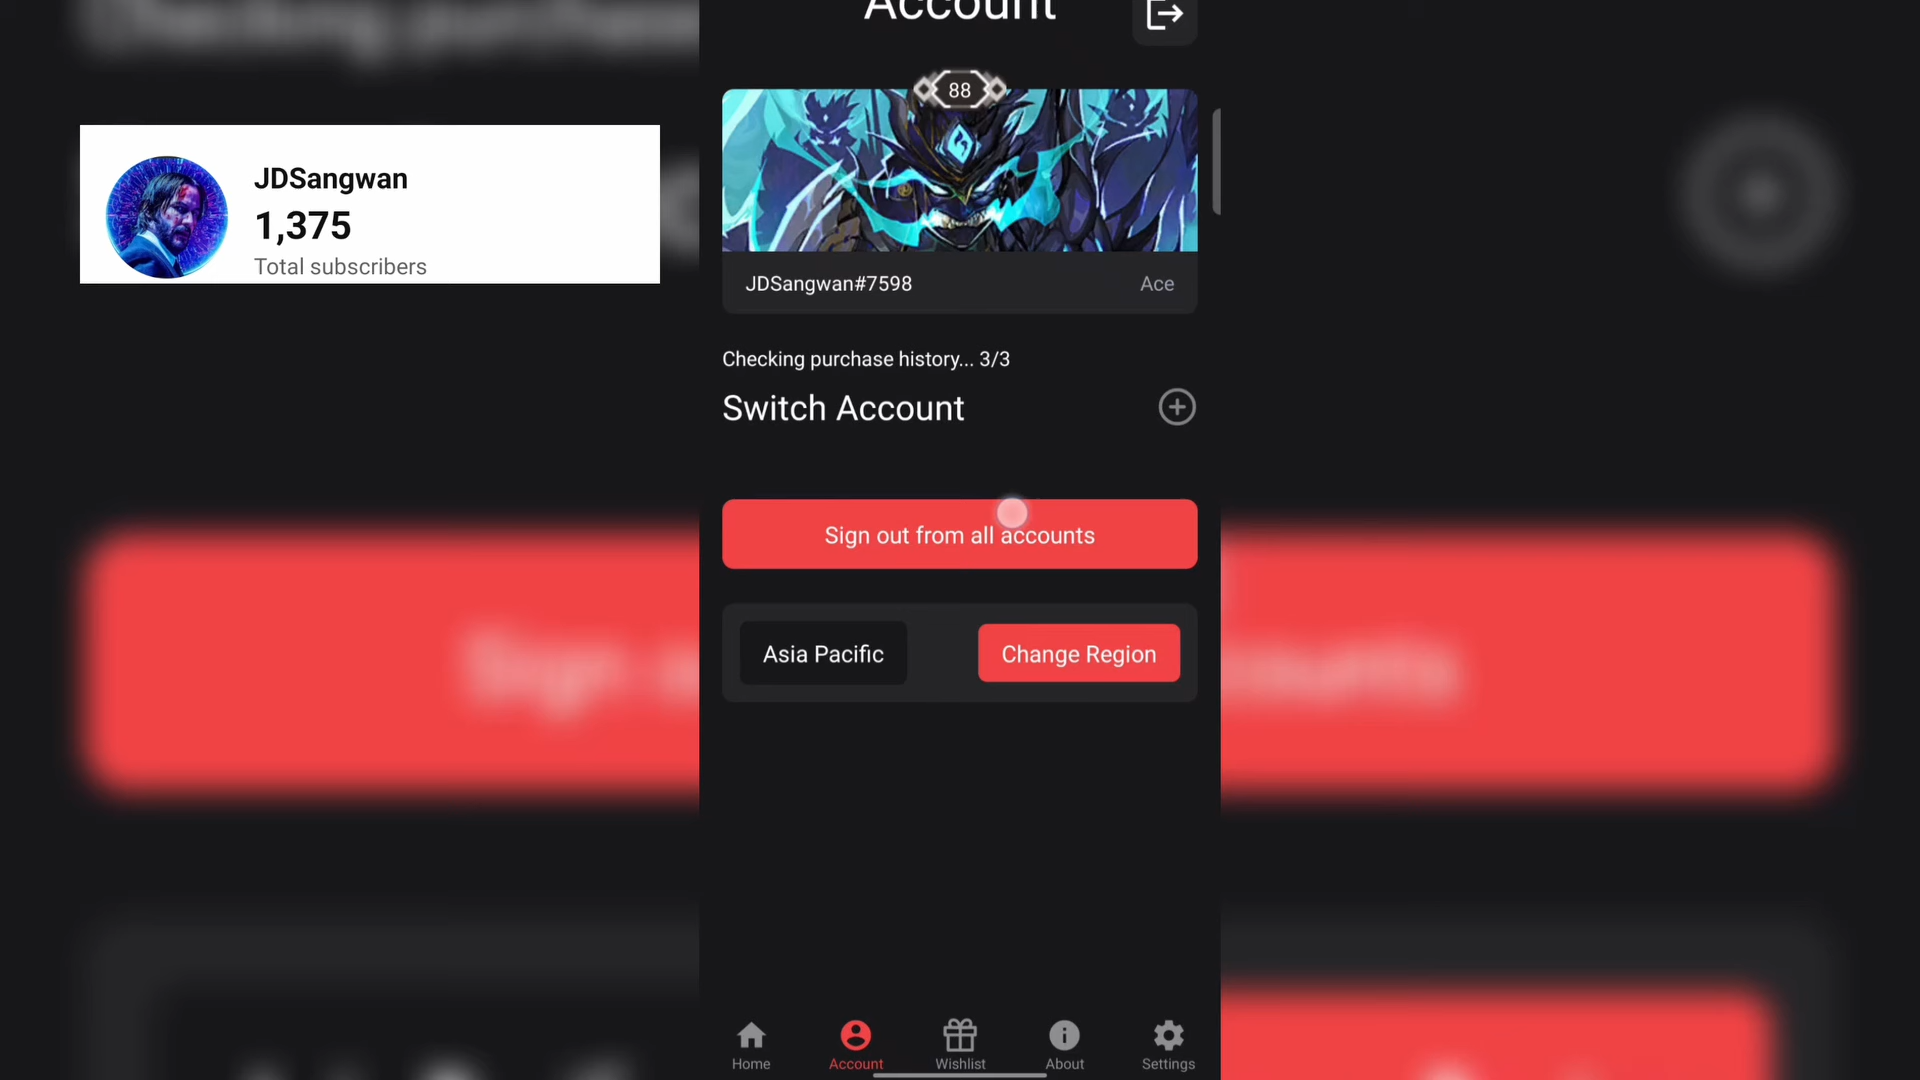 Account
JDSangwan
1,375
Total subscribers
88
JDSangwan#7598
Ace
Checking purchase history... 3/3
Switch Account
Sign out from all accounts
Asia Pacific
Change Region
Home
Account
Wishlist
About
Settings